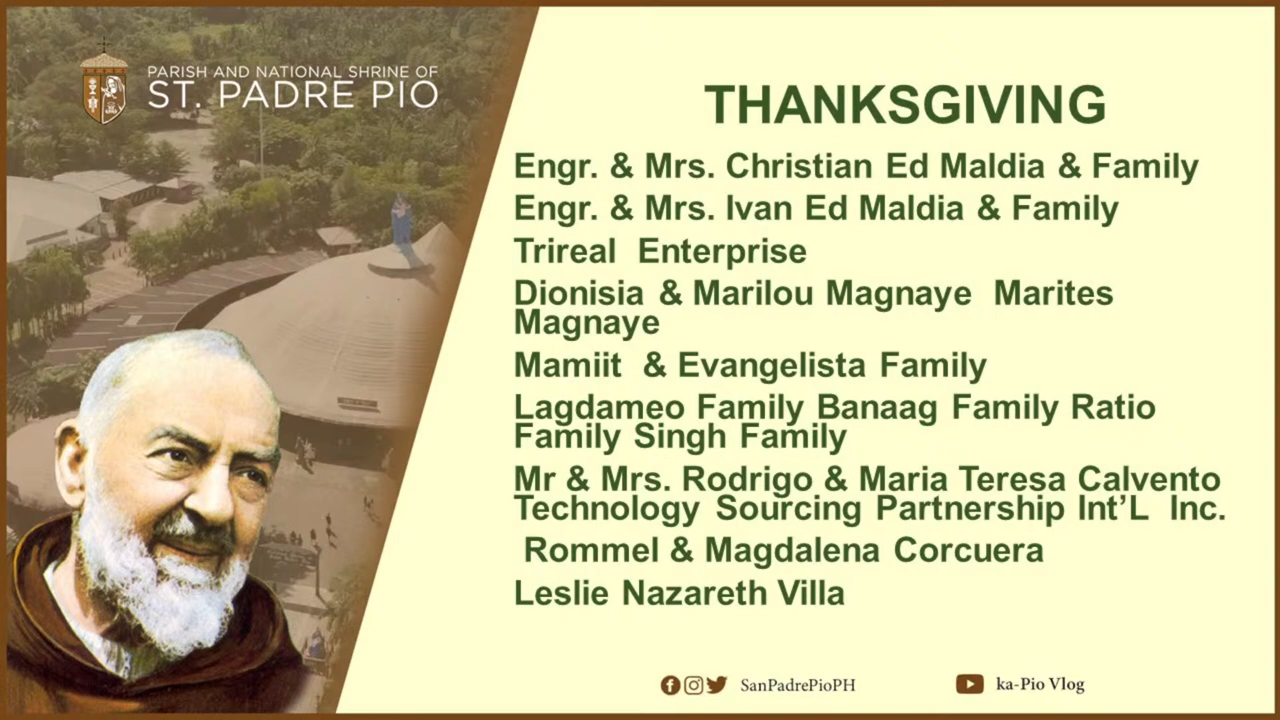 PARISH AND NATIONAL SHRINE OF
ST. PADRE PIO
THANKSGIVING
Engr. & Mrs. Christian Ed Maldia & Family
Engr. & Mrs. Ivan Ed Maldia & Family
Trireal Enterprise
Dionisia & Marilou Magnaye Marites
Magnaye
Mamiit & Evangelista Family
Lagdameo Family Banaag Family Ratio
Family Singh Family
Mr & Mrs. Rodrigo & Maria Teresa Calvento
Technology Sourcing Partnership Int’L Inc.
Rommel & Magdalena Corcuera
Leslie Nazareth Villa
SanPadrePioPH
ka-Pio Vlog